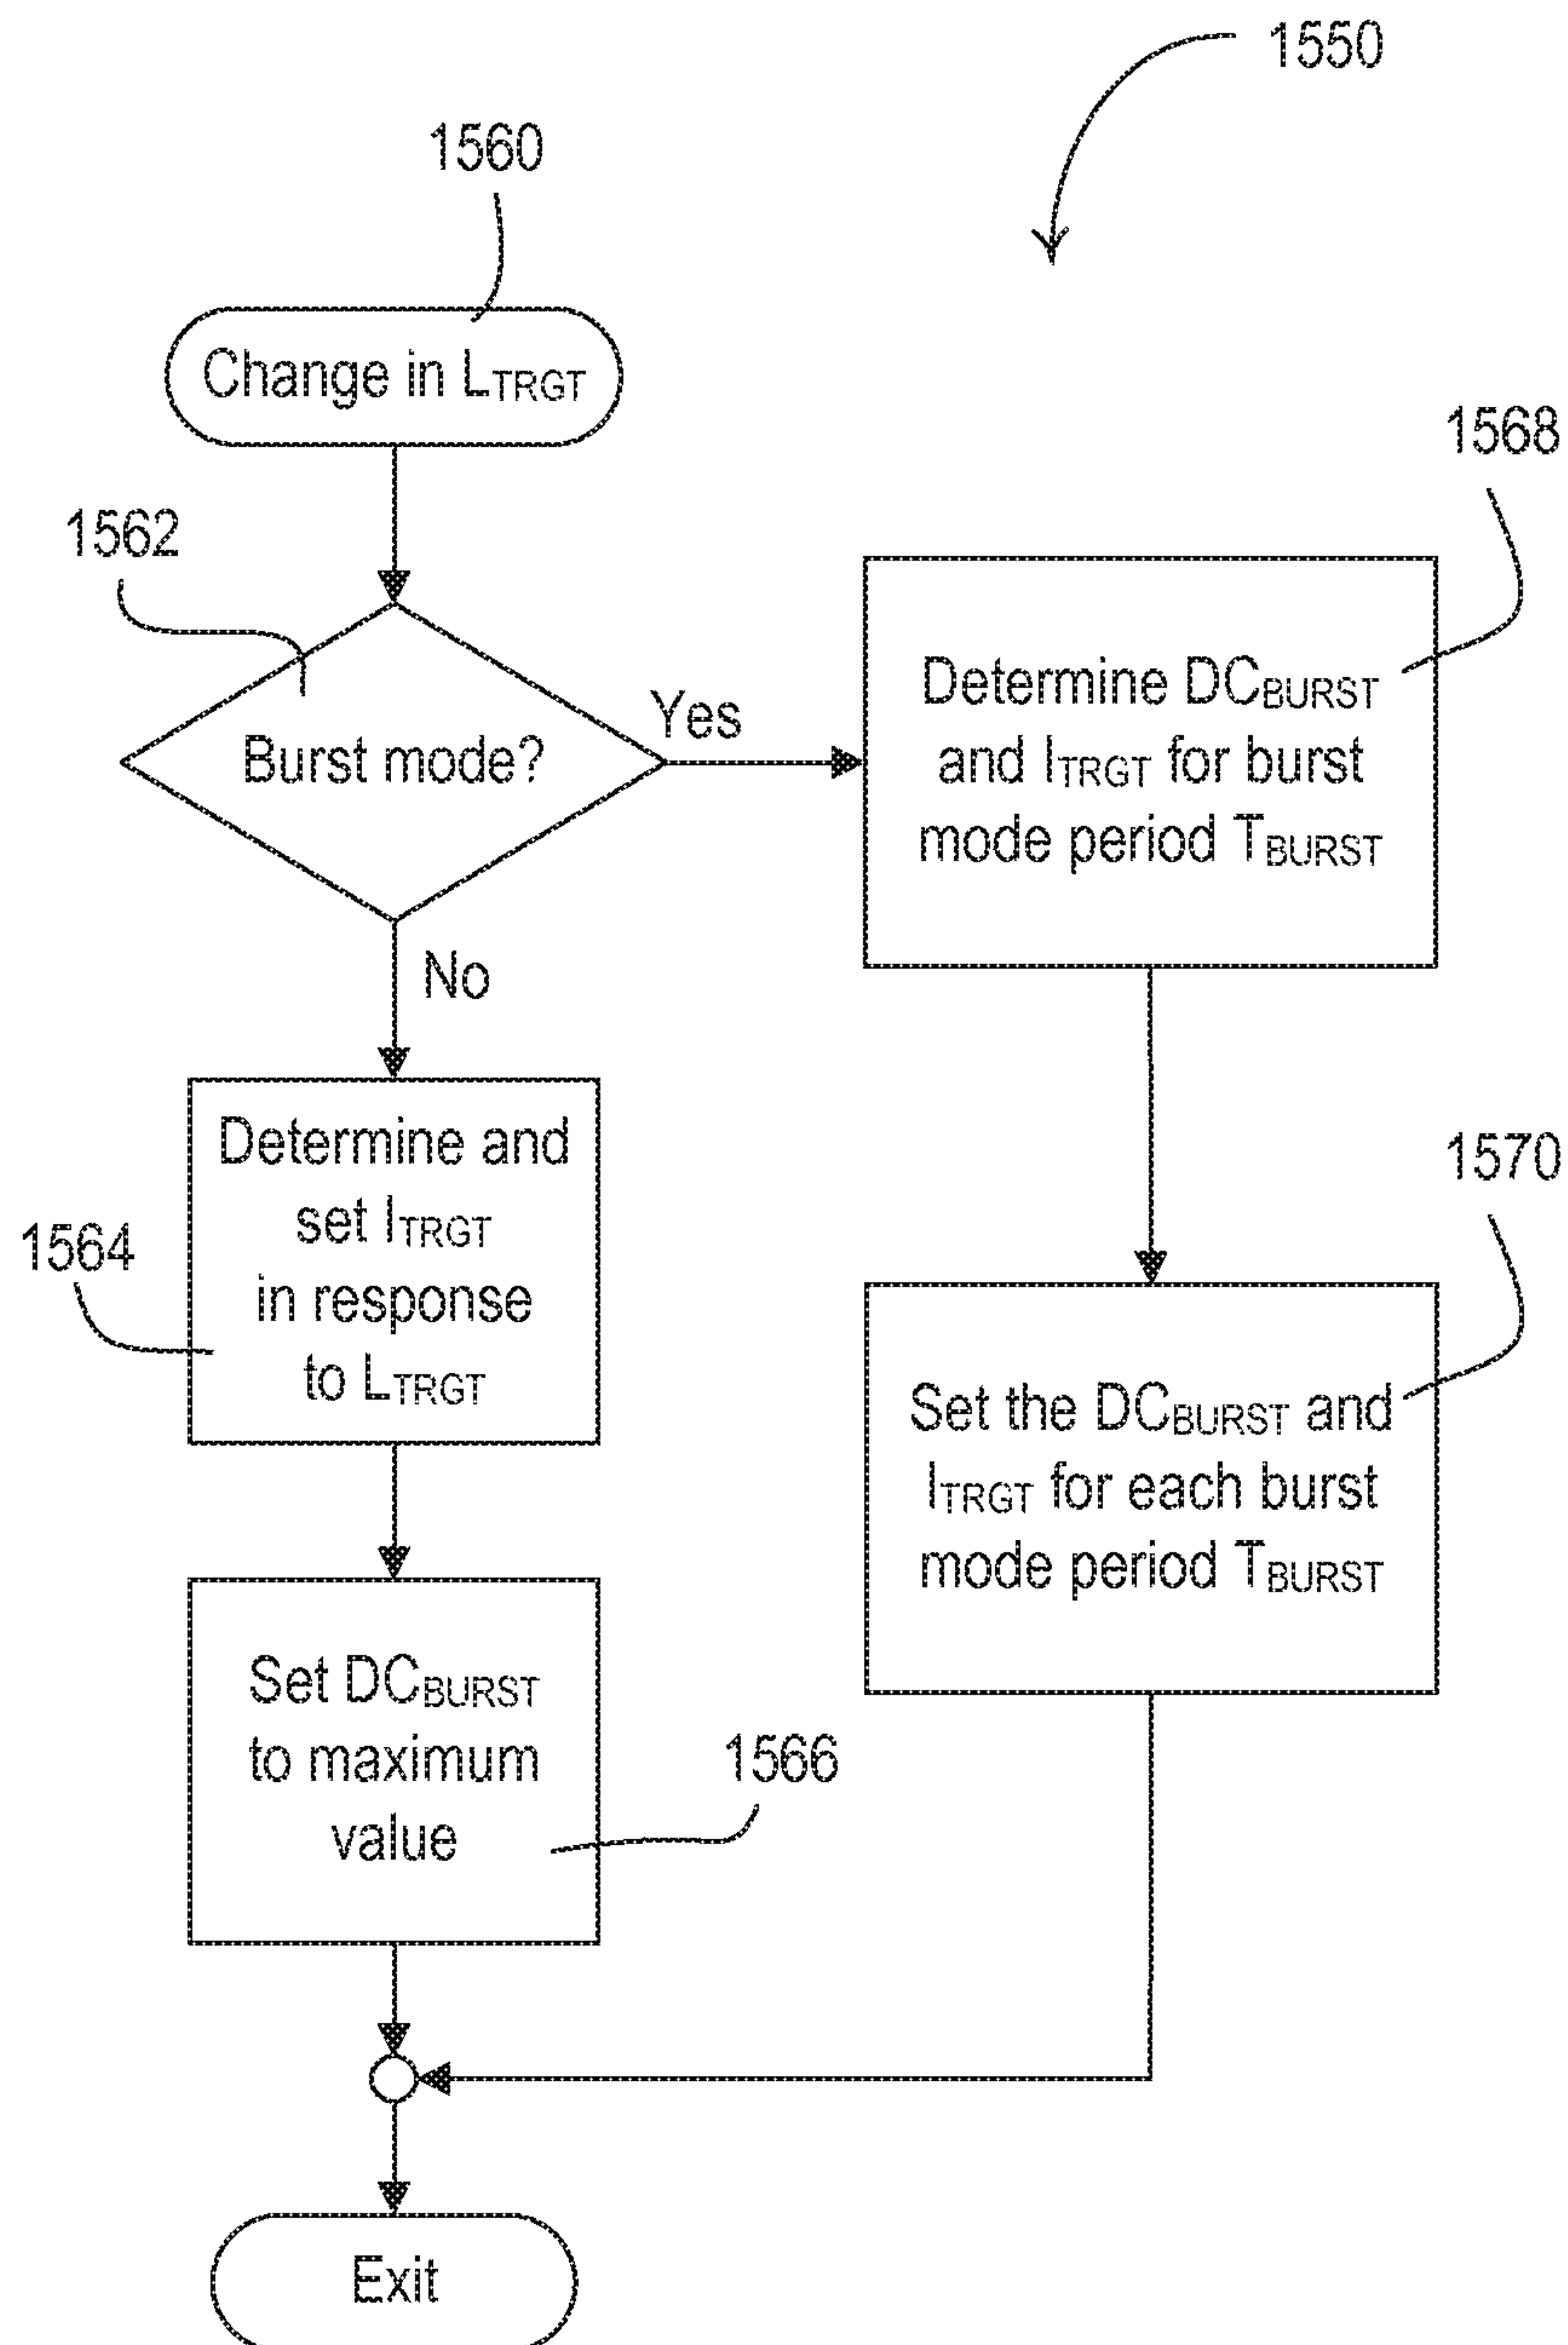 1550
1560
Change in LTRGT
1568
1562
Burst mode?
Yes
Determine DCBURST
and ITRGT for burst
mode period TBURST
No
Determine and
set ITRGT
in response
to LTRGT
1564
1570
Set the DCBURST and
ITRGT for each burst
mode period TBURST
Set DCBURST
to maximum
value
1566
Exit